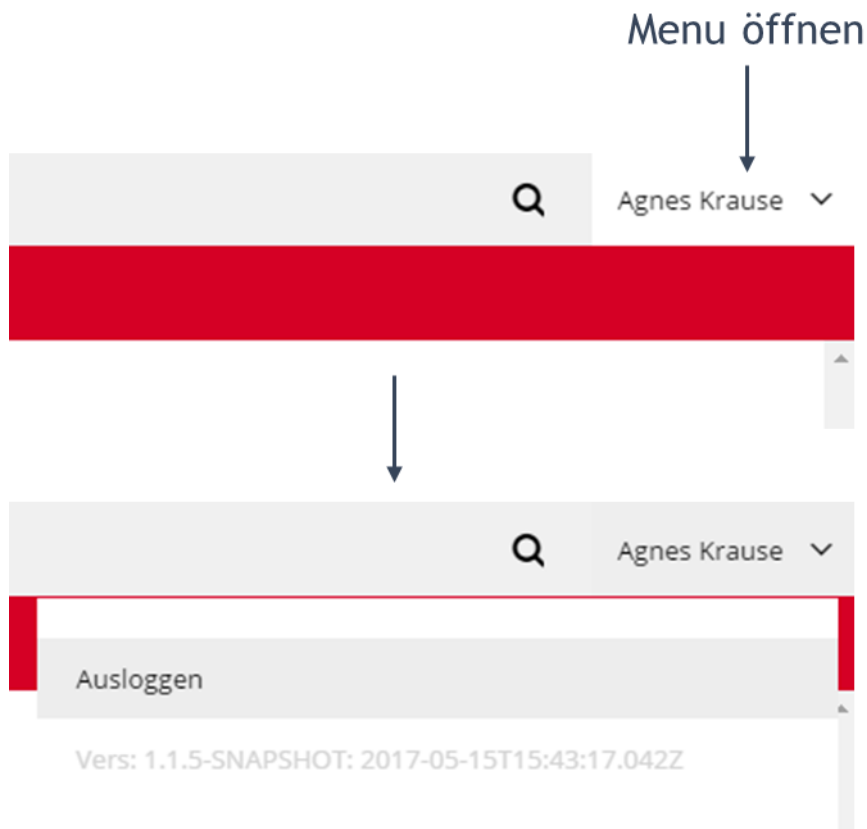 Menu öffnen
Agnes Krause
Agnes Krause
Ausloggen
Vers: 1.1.5-SNAPSHOT: 2017-05-15T15:43:17.042Z